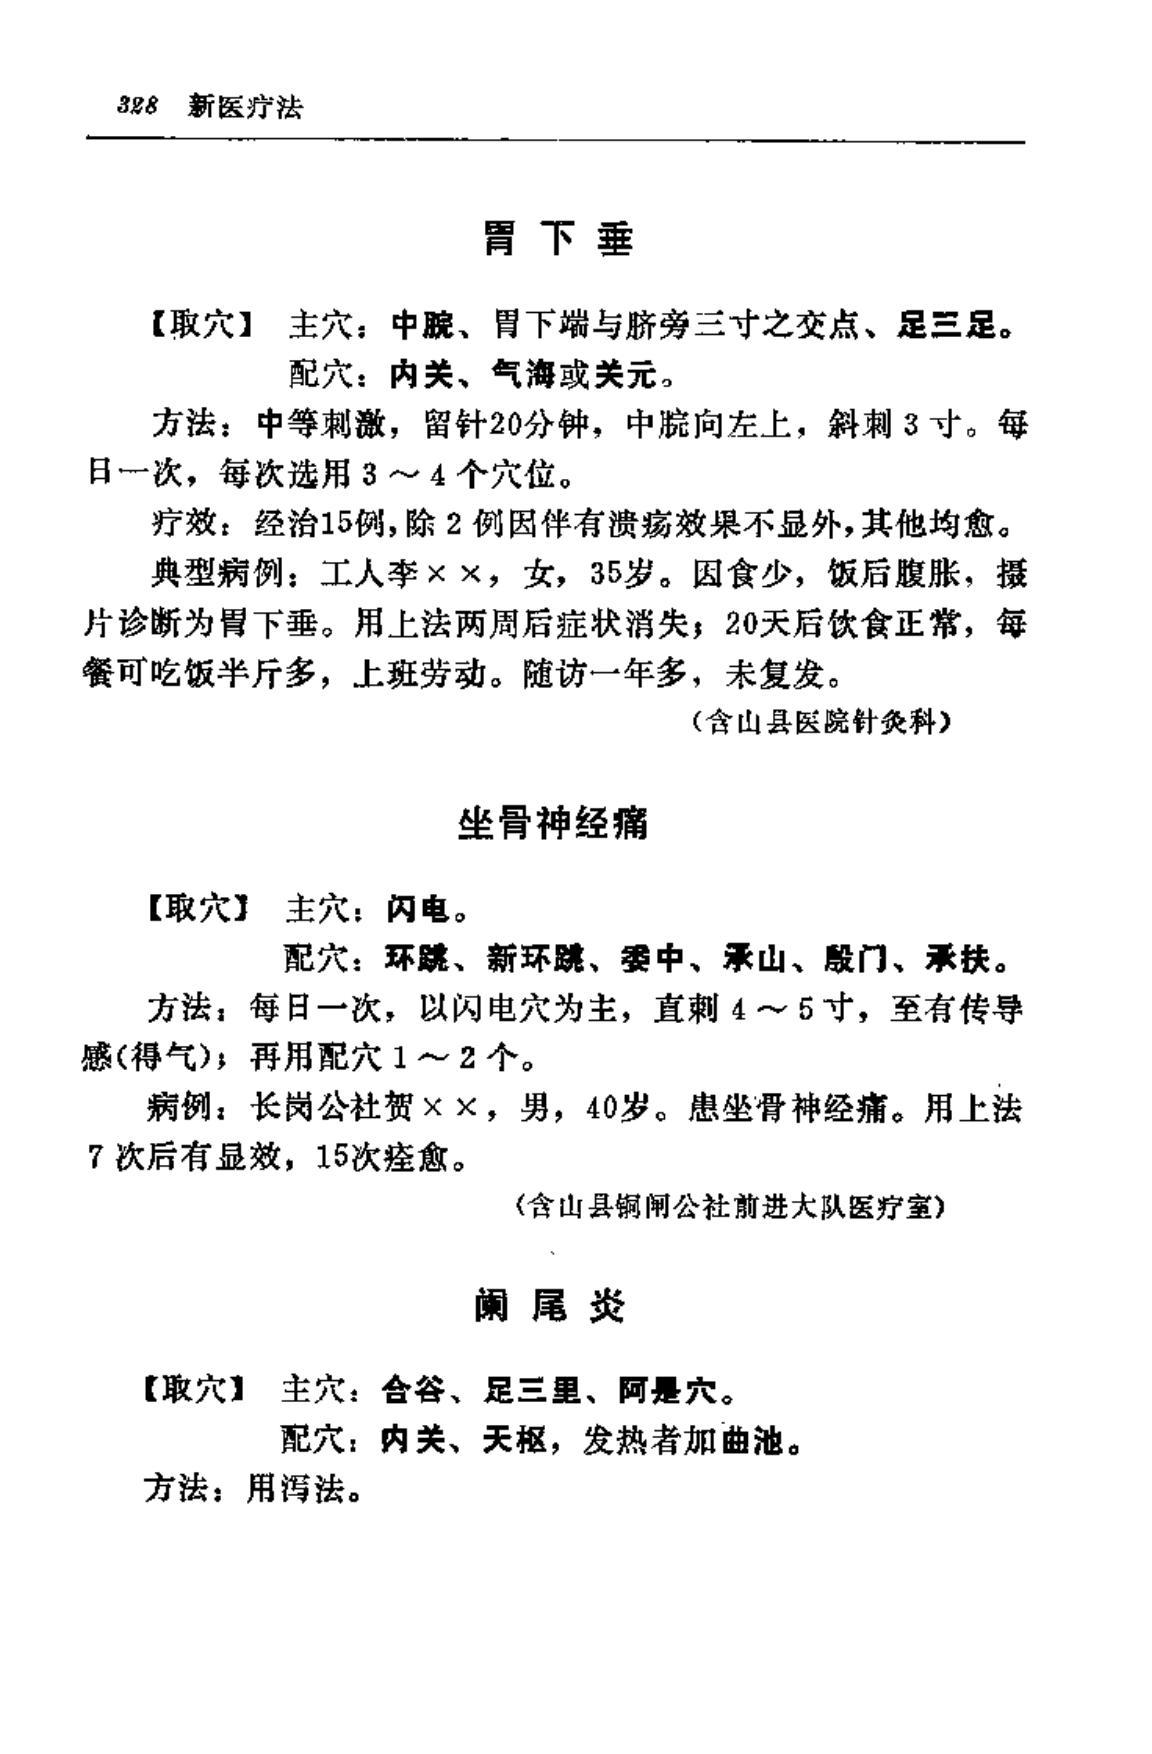 328 新医疗法
胃下垂
【取穴】 主穴：中脘、胃下端与脐旁三寸之交点、足三足。
配穴：内关、气海或关元。
方法：中等刺激，留针20分钟，中脘向左上，斜刺3寸。每
日一次，每次选用3～4个穴位。
疗效：经治15例，除2例因伴有溃疡效果不显外，其他均愈。
典型病例：工人李××，女，35岁。因食少，饭后腹胀，摄
片诊断为胃下垂。用上法两周后症状消失；20天后饮食正常，每
餐可吃饭半斤多，上班劳动。随访一年多，未复发。
（含山县医院针灸科）
坐骨神经痛
【取穴】 主穴：闪电。
配穴：环跳、新环跳、委中、承山、殷门、承扶。
方法：每日一次，以闪电穴为主，直刺4～5寸，至有传导
感（得气）；再用配穴1～2个。
病例：长岗公社贺××，男，40岁。患坐骨神经痛。用上法
7次后有显效，15次痊愈。
（含山县铜闸公社前进大队医疗室）
阑尾炎
【取穴】 主穴：合谷、足三里、阿是穴。
配穴：内关、天枢，发热者加曲池。
方法：用泻法。